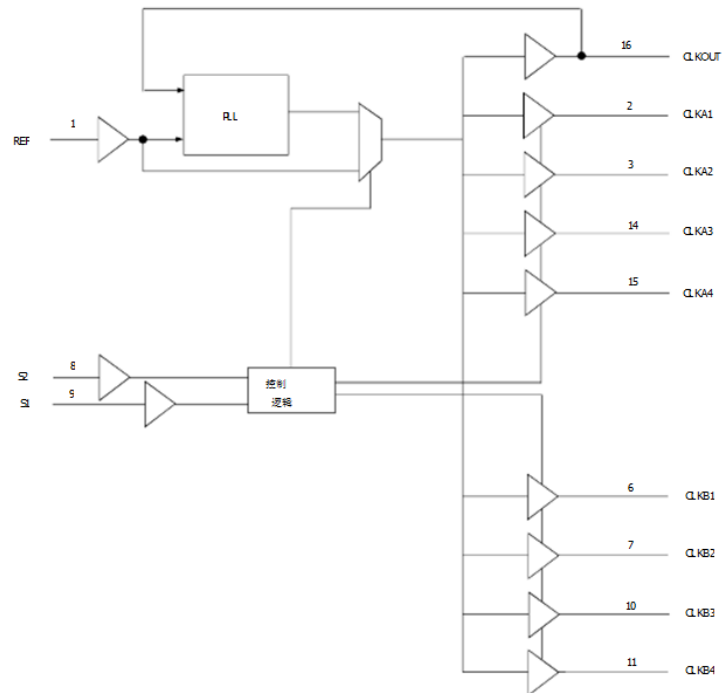 16 CLKOUT
PLL
2 CLKA1
1
REF
3 CLKA2
14 CLKA3
15 CLKA4
8
S2
控制
9
S1
逻辑
6 CLKB1
7 CLKB2
10 CLKB3
11 CLKB4